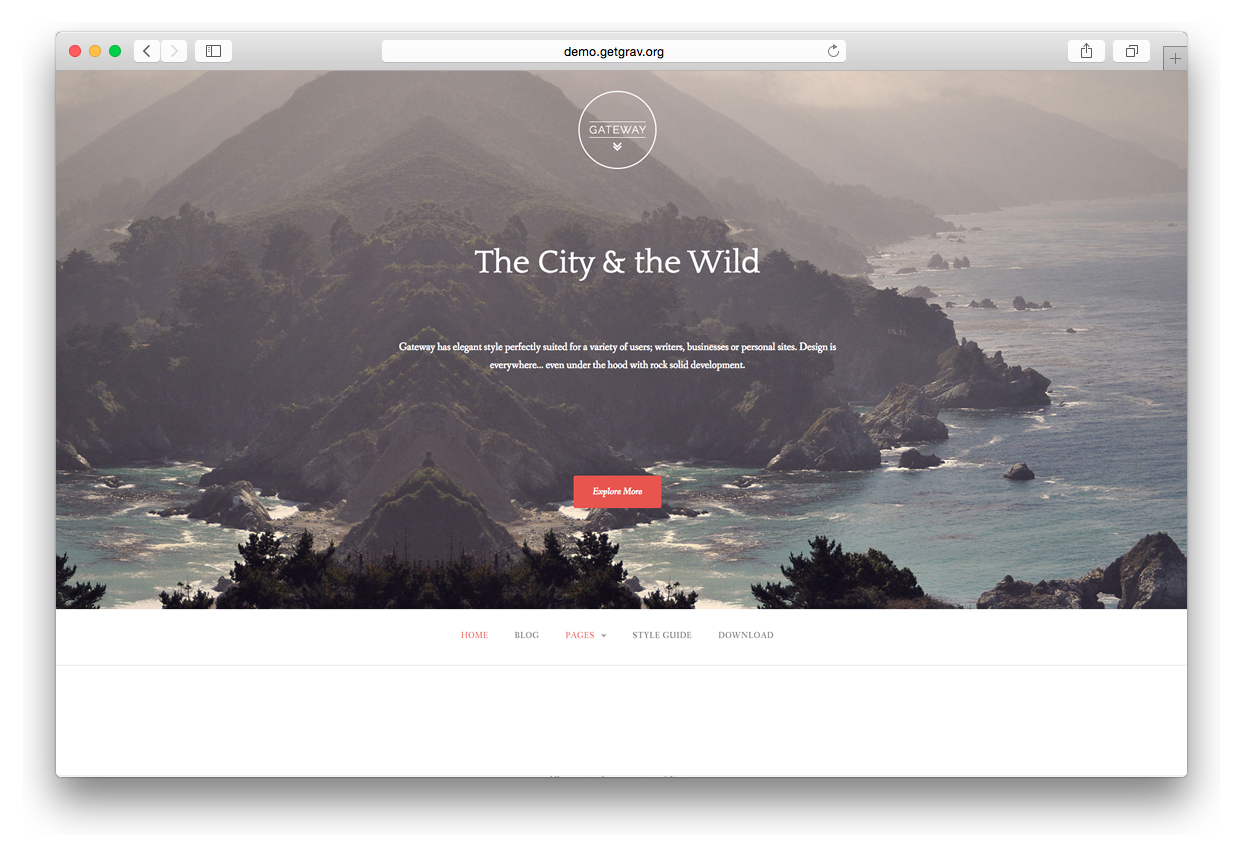 demo.getgrav.org
GATEWAY
The City & the Wild
Gateway has elegant style perfectly suited for a variety of users; writers, businesses or personal sites. Design is
everywhere... even under the hood with rock solid development.
Explore More
HOME BLOG PAGES STYLE GUIDE DOWNLOAD